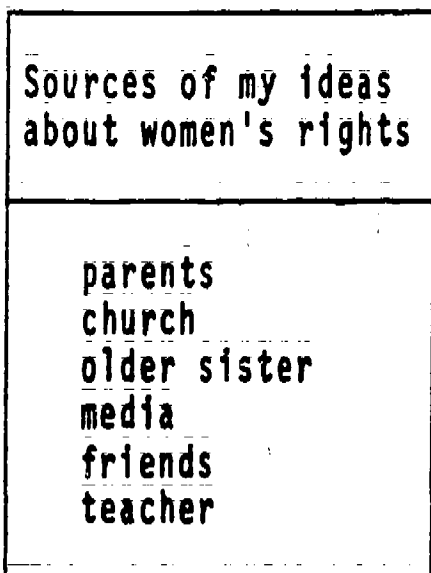 Sources of my ideas
about women's rights
parents
church
older sister
media
friends
teacher